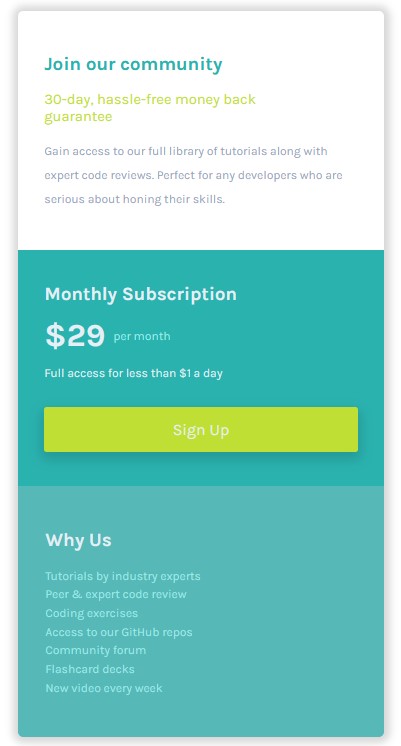 Join our community
30-day, hassle-free money back
guarantee
Gain access to our full library of tutorials along with
expert code reviews. Perfect for any developers who are
serious about honing their skills.
Monthly Subscription
$29 per month
Full access for less than $1 a day
Sign Up
Why Us
Tutorials by industry experts
Peer & expert code review
Coding exercises
Access to our GitHub repos
Community forum
Flashcard decks
New video every week